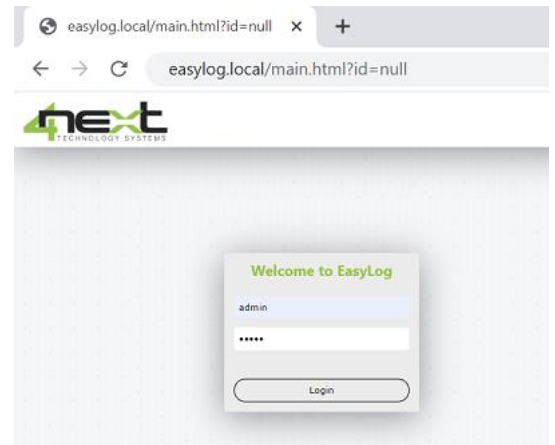 easylog.local/main.html?id=null
easylog.local/main.html?id=null
4next
TECHNOLOGY SYSTEMS
Welcome to EasyLog
admin
•••••
Login